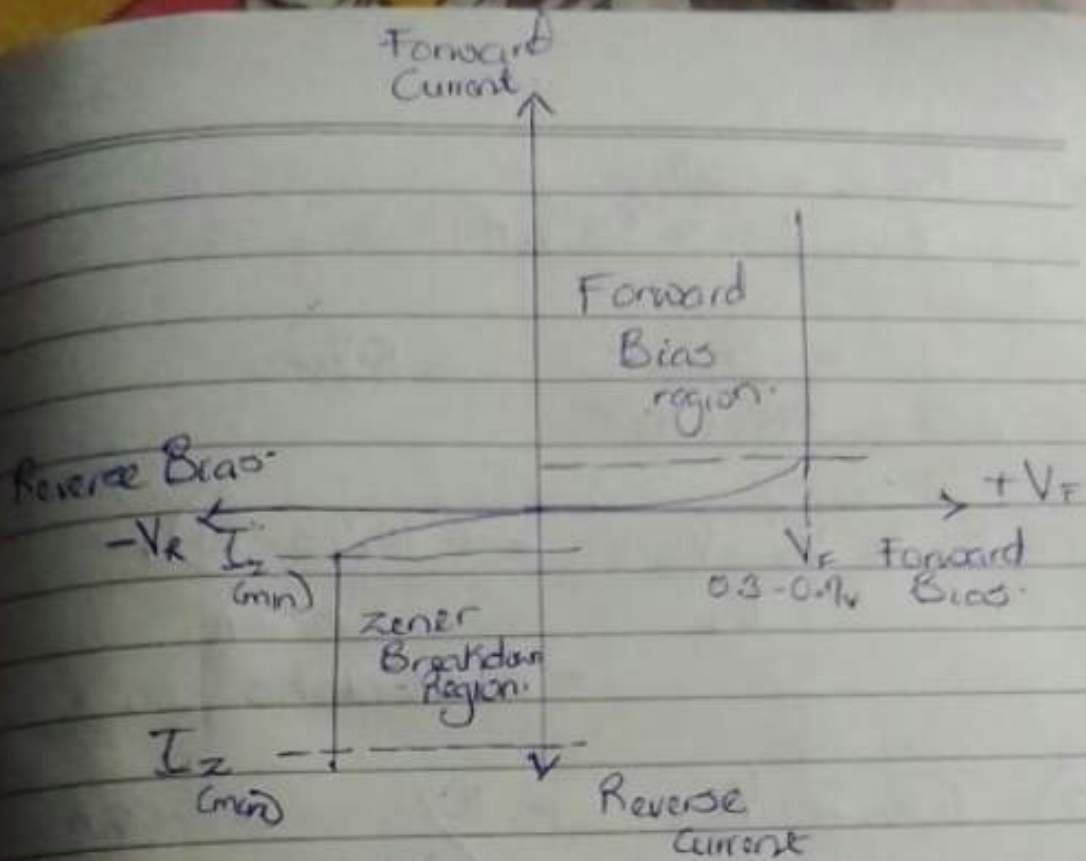 Forward
Current
Forward
Bias
region.
Reverse Bias.
+VF
-VR
Iz
(min)
VF
0.3-0.7v
Forward
Bias.
zener
Breakdown
Region.
Iz
(max)
Reverse
Current